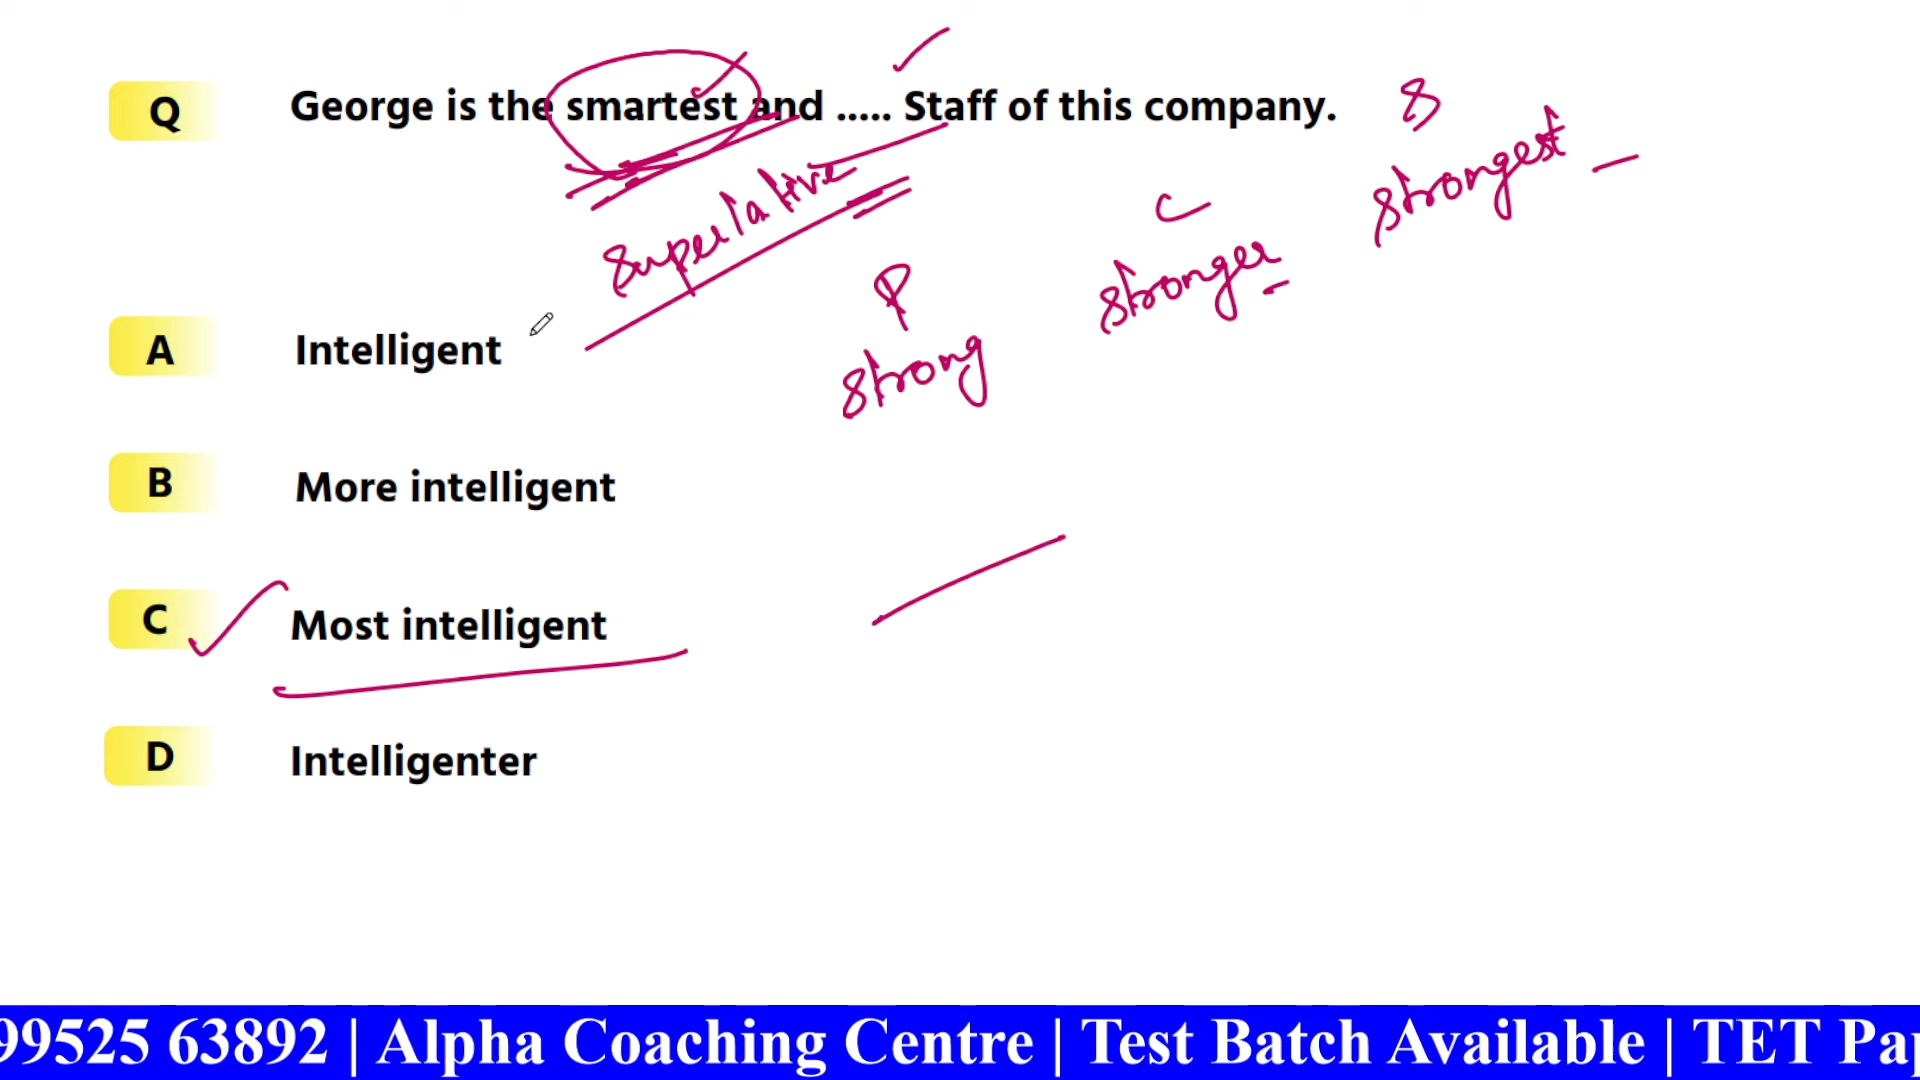 Q George is the smartest and ..... Staff of this company.
S
strongest
superlative
C
stronger
P
strong
A Intelligent
B More intelligent
C Most intelligent
D Intelligenter
99525 63892 | Alpha Coaching Centre | Test Batch Available | TET Pap